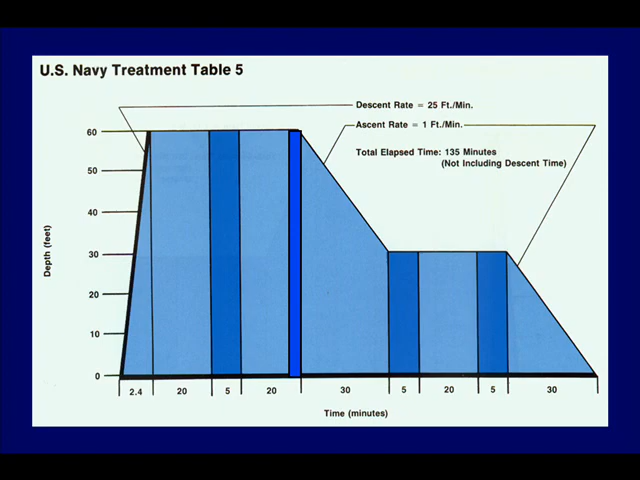 U.S. Navy Treatment Table 5
Descent Rate = 25 Ft./Min.
Ascent Rate = 1 Ft./Min.
Total Elapsed Time: 135 Minutes
(Not Including Descent Time)
60
50
40
30
20
10
0
Depth (feet)
2.4 20 5 20 30 5 20 5 30
Time (minutes)